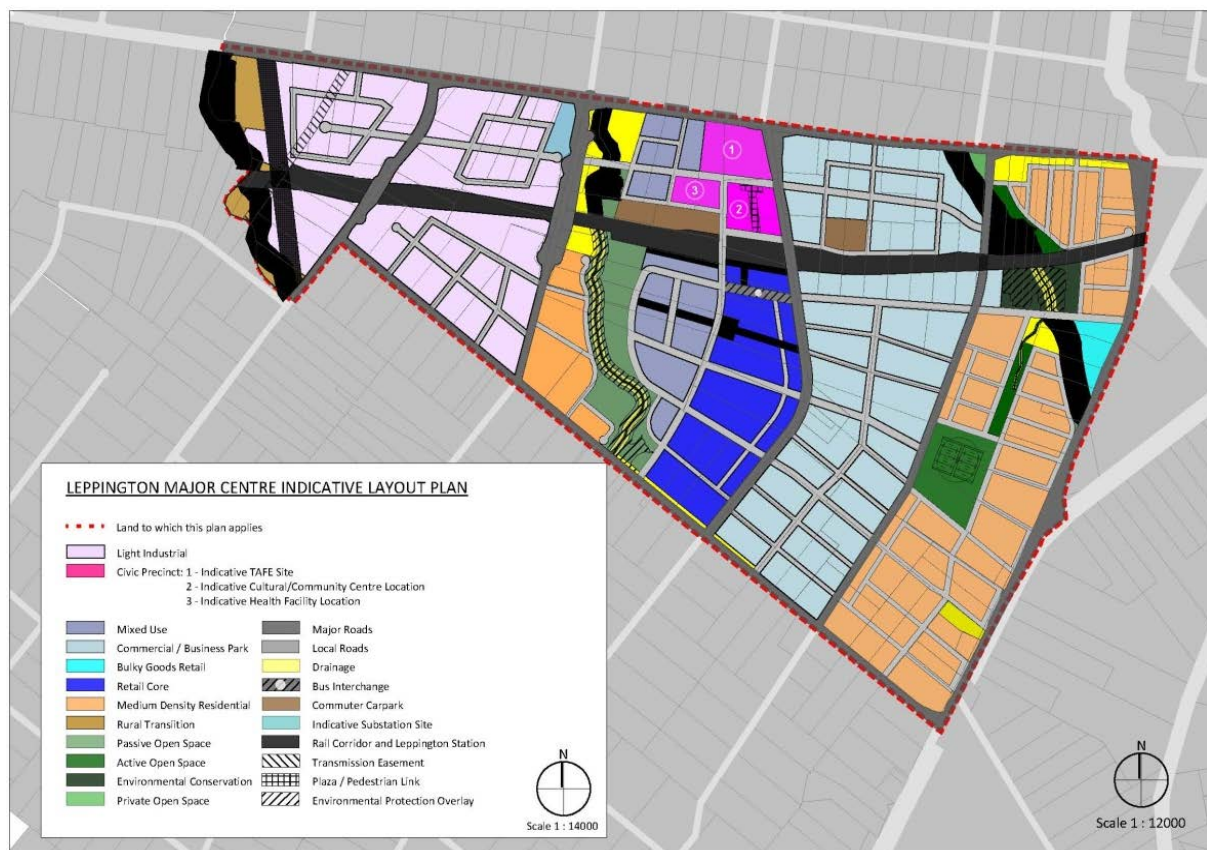 1
3
2
LEPPINGTON MAJOR CENTRE INDICATIVE LAYOUT PLAN
Land to which this plan applies
Light Industrial
Civic Precinct: 1 - Indicative TAFE Site
2 - Indicative Cultural/Community Centre Location
3 - Indicative Health Facility Location
Mixed Use
Commercial / Business Park
Bulky Goods Retail
Retail Core
Medium Density Residential
Rural Transiition
Passive Open Space
Active Open Space
Environmental Conservation
Private Open Space
Major Roads
Local Roads
Drainage
Bus Interchange
Commuter Carpark
Indicative Substation Site
Rail Corridor and Leppington Station
Transmission Easement
Plaza / Pedestrian Link
Environmental Protection Overlay
N
Scale 1 : 14000
N
Scale 1 : 12000